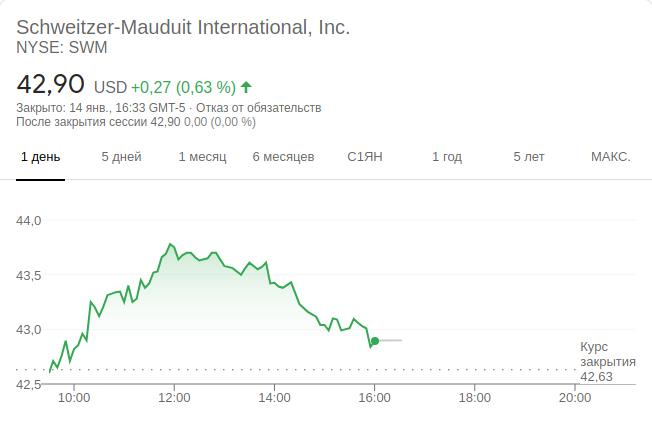 Schweitzer-Mauduit International, Inc.
NYSE: SWM
42,90 USD +0,27 (0,63 %)
Закрыто: 14 янв., 16:33 GMT-5 · Отказ от обязательств
После закрытия сессии 42,90 0,00 (0,00 %)
1 день 5 дней 1 месяц 6 месяцев С1ЯН 1 год 5 лет МАКС.
44,0
43,5
43,0
Курс
закрытия
42,63
42,5
10:00 12:00 14:00 16:00 18:00 20:00